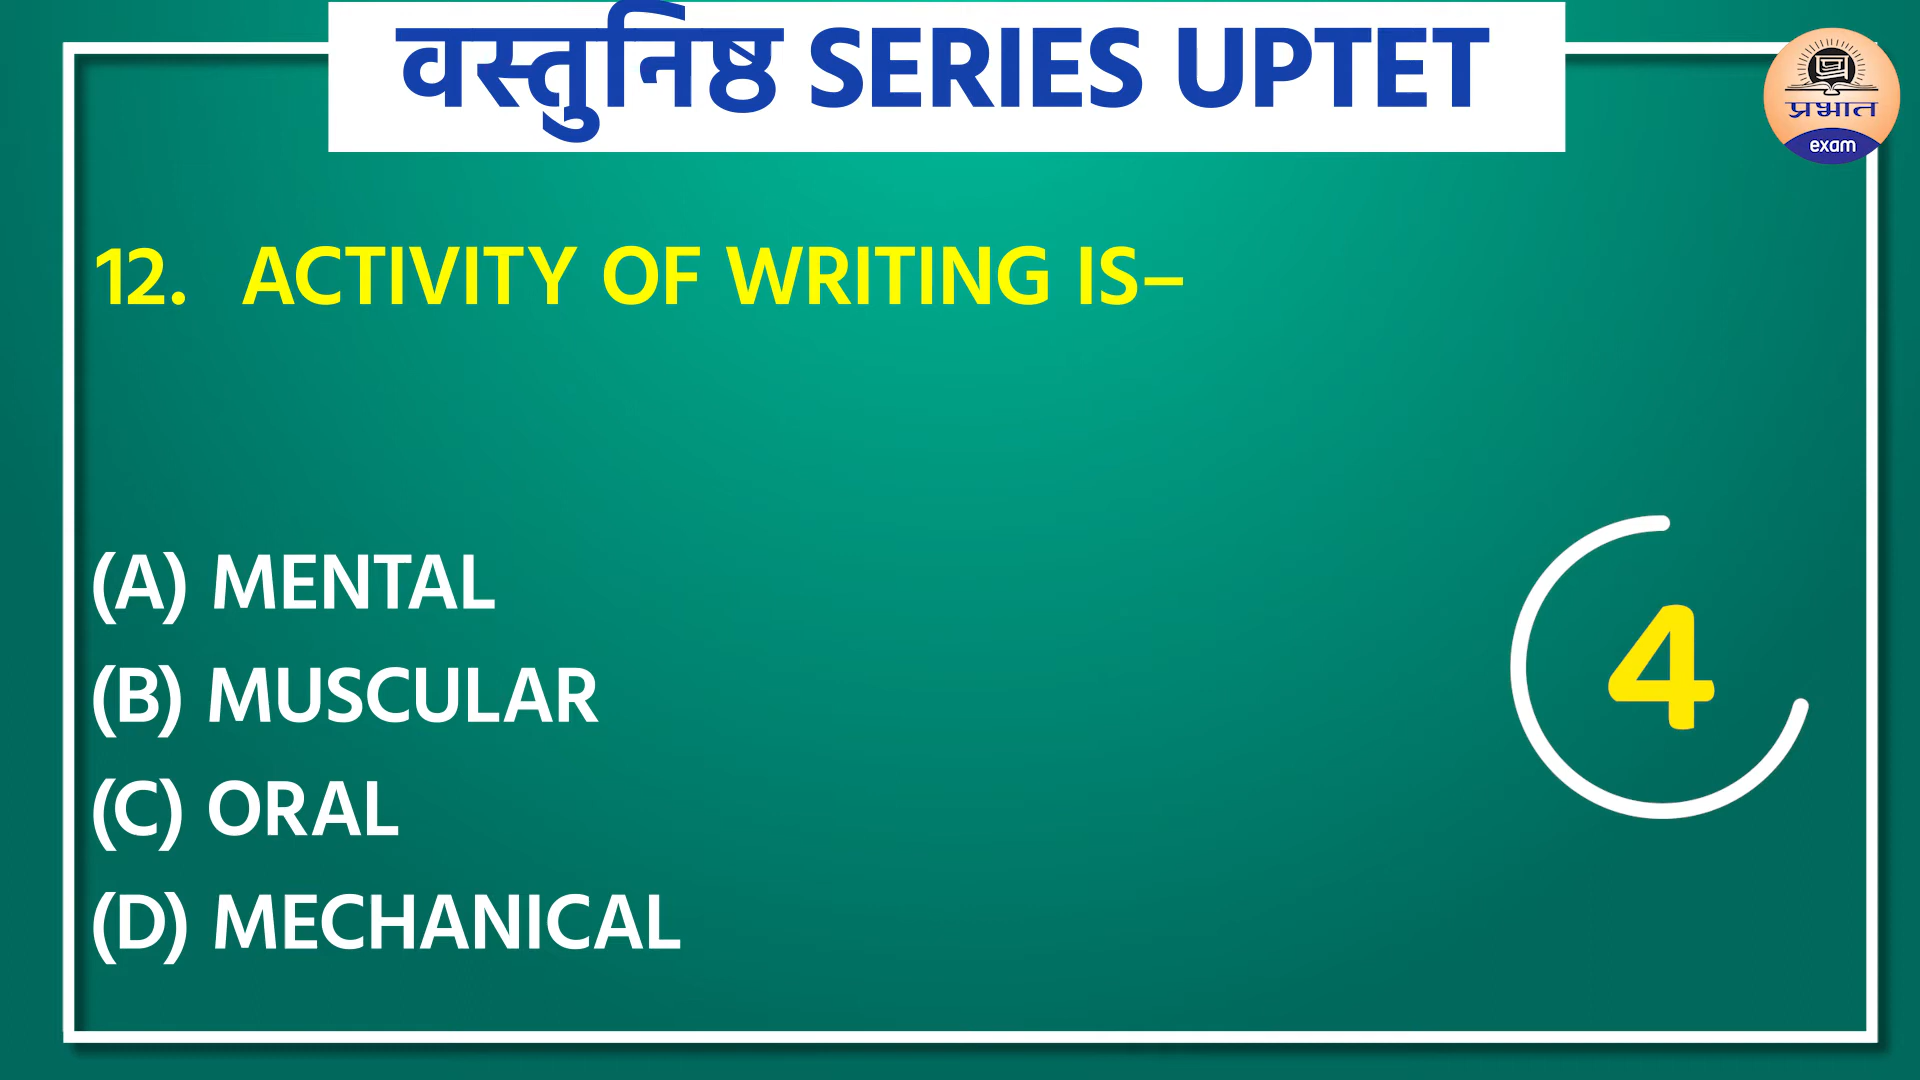 वस्तुनिष्ठ SERIES UPTET
प्रभात
exam
12. ACTIVITY OF WRITING IS–
(A) MENTAL
(B) MUSCULAR
(C) ORAL
(D) MECHANICAL
4